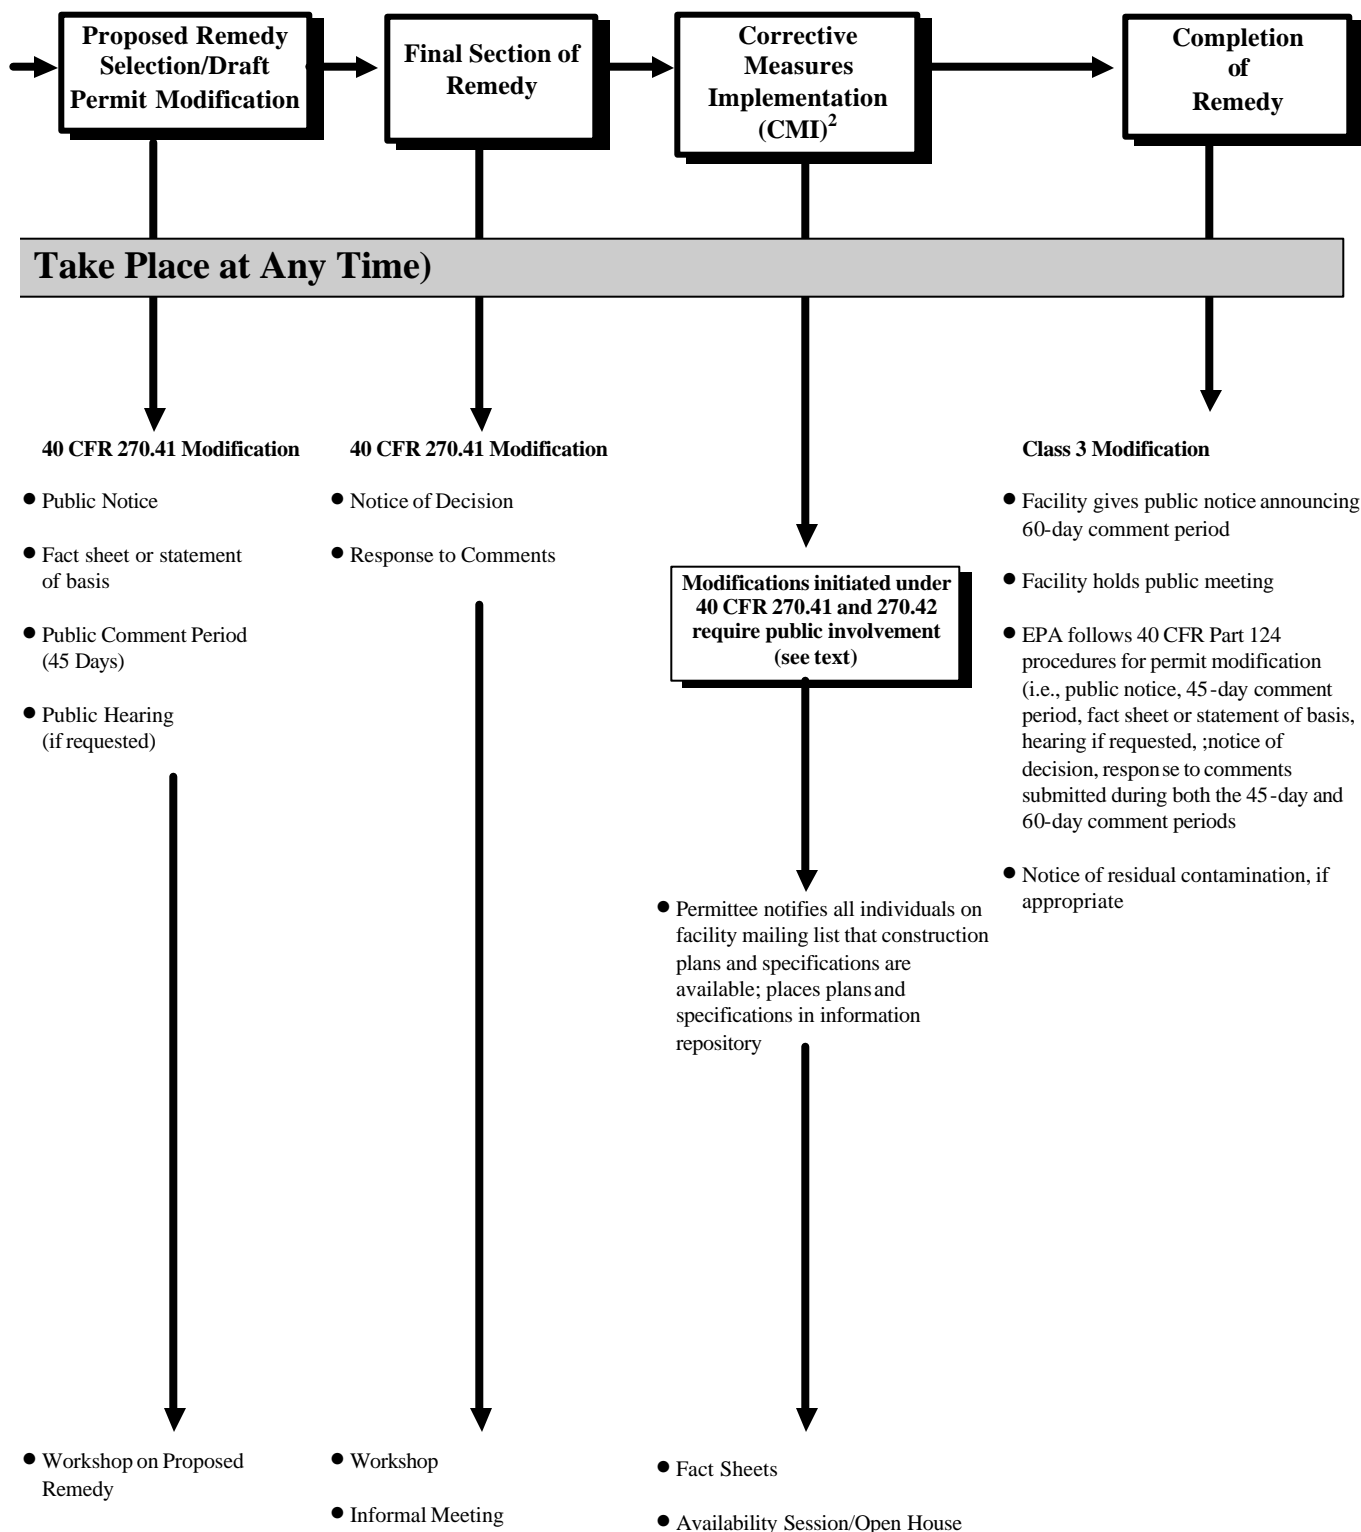 Proposed Remedy
Selection/Draft
Permit Modification
Final Section of
Remedy
Corrective
Measures
Implementation
(CMI)2
Completion
of
Remedy
Take Place at Any Time)
40 CFR 270.41 Modification
● Public Notice
● Fact sheet or statement
of basis
● Public Comment Period
(45 Days)
● Public Hearing
(if requested)
● Workshop on Proposed
Remedy
40 CFR 270.41 Modification
● Notice of Decision
● Response to Comments
● Workshop
● Informal Meeting
Modifications initiated under
40 CFR 270.41 and 270.42
require public involvement
(see text)
● Permittee notifies all individuals on
facility mailing list that construction
plans and specifications are
available; places plans and
specifications in information
repository
● Fact Sheets
● Availability Session/Open House
Class 3 Modification
● Facility gives public notice announcing
60-day comment period
● Facility holds public meeting
● EPA follows 40 CFR Part 124
procedures for permit modification
(i.e., public notice, 45-day comment
period, fact sheet or statement of basis,
hearing if requested, ;notice of
decision, response to comments
submitted during both the 45-day and
60-day comment periods
● Notice of residual contamination, if
appropriate